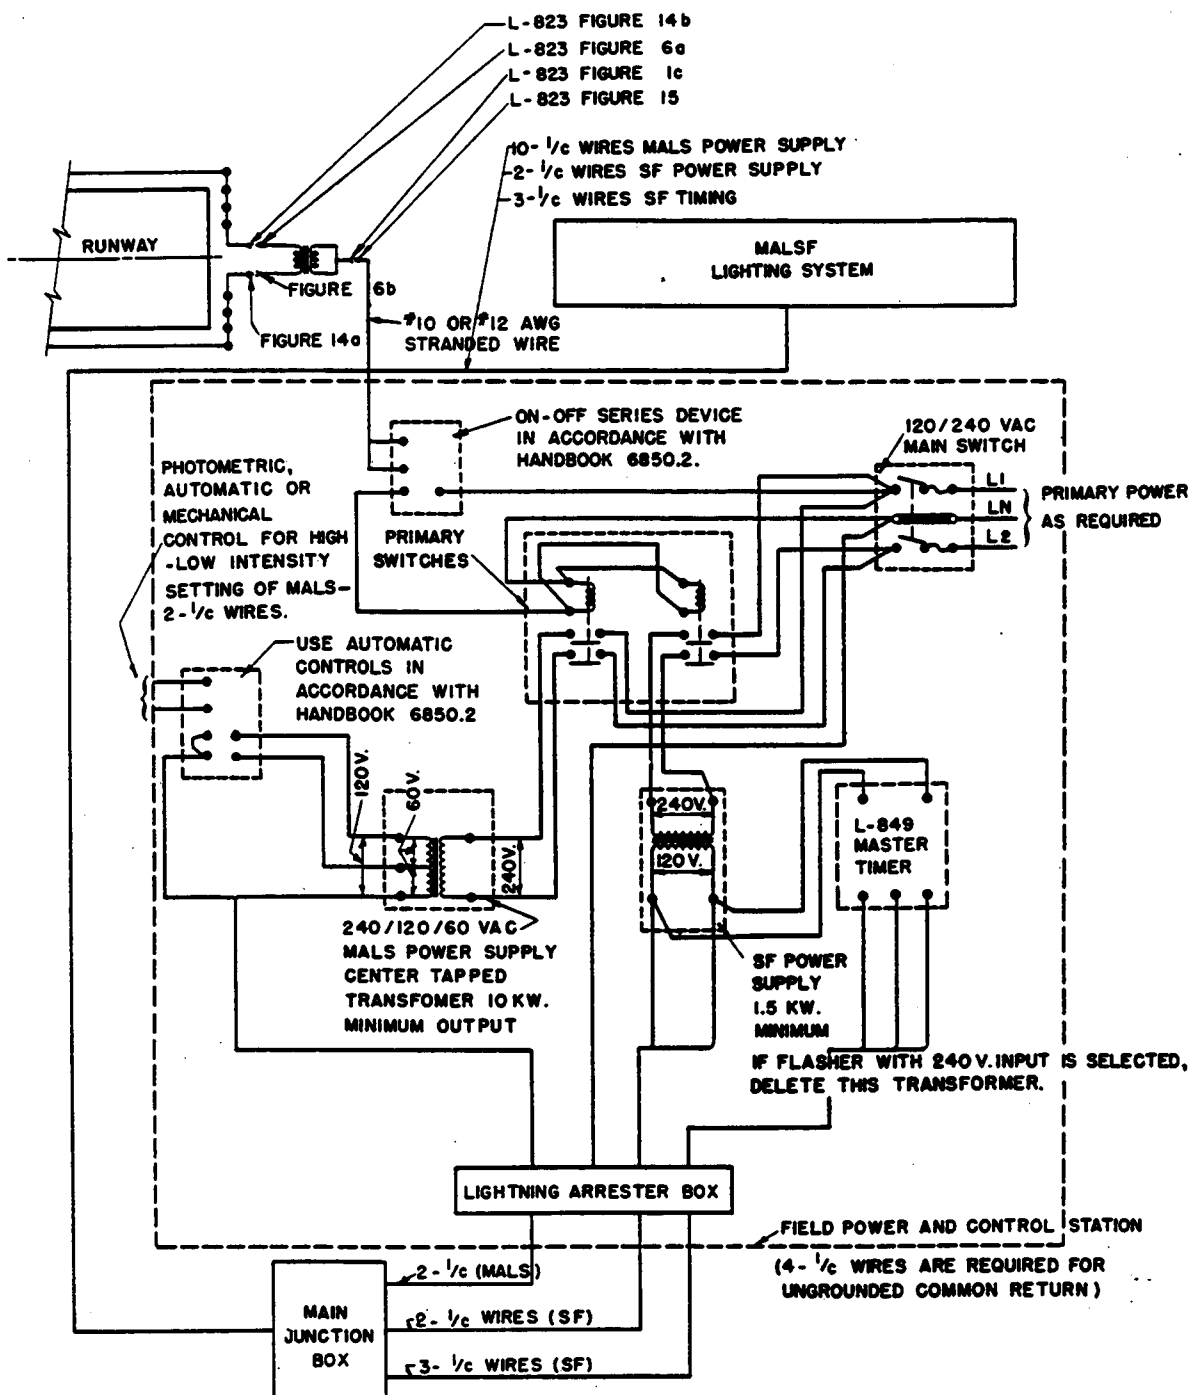 L-823 FIGURE 14b
L-823 FIGURE 6a
L-823 FIGURE 1c
L-823 FIGURE 15
10-1/c WIRES MALS POWER SUPPLY
2-1/c WIRES SF POWER SUPPLY
3-1/c WIRES SF TIMING
RUNWAY
MALSF
LIGHTING SYSTEM
FIGURE 6b
FIGURE 14a
#10 OR #12 AWG
STRANDED WIRE
ON-OFF SERIES DEVICE
IN ACCORDANCE WITH
HANDBOOK 6850.2.
120/240 VAC
MAIN SWITCH
L1
LN
L2
PRIMARY POWER
AS REQUIRED
PHOTOMETRIC,
AUTOMATIC OR
MECHANICAL
CONTROL FOR HIGH
-LOW INTENSITY
SETTING OF MALS-
2-1/c WIRES.
PRIMARY
SWITCHES
USE AUTOMATIC
CONTROLS IN
ACCORDANCE WITH
HANDBOOK 6850.2
120V.
60V.
240V.
240V.
120V.
L-849
MASTER
TIMER
240/120/60 VAC
MALS POWER SUPPLY
CENTER TAPPED
TRANSFOMER 10 KW.
MINIMUM OUTPUT
SF POWER
SUPPLY
1.5 KW.
MINIMUM
IF FLASHER WITH 240 V. INPUT IS SELECTED,
DELETE THIS TRANSFORMER.
LIGHTNING ARRESTER BOX
FIELD POWER AND CONTROL STATION
(4-1/c WIRES ARE REQUIRED FOR
UNGROUNDED COMMON RETURN)
2-1/c (MALS)
2-1/c WIRES (SF)
3-1/c WIRES (SF)
MAIN
JUNCTION
BOX